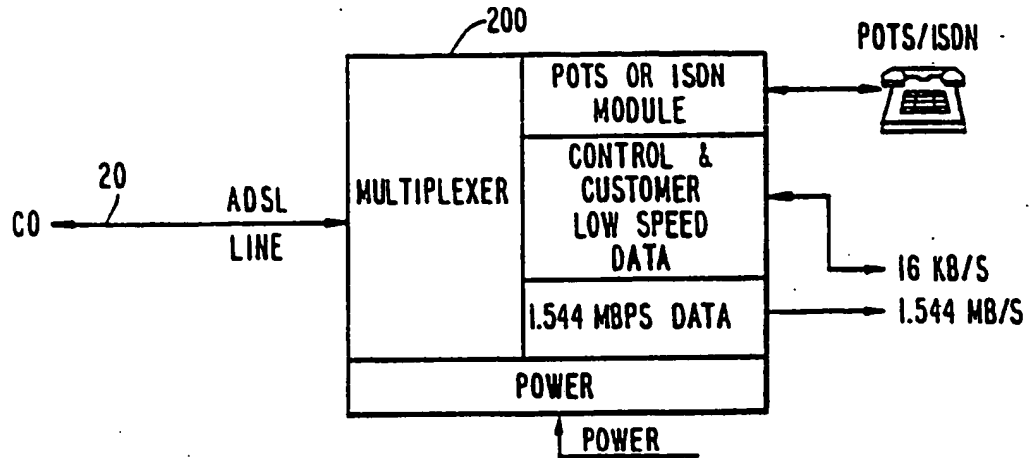 200
POTS/ISDN
POTS OR ISDN
MODULE
MULTIPLEXER
CONTROL &
CUSTOMER
LOW SPEED
DATA
20
CO
ADSL
LINE
16 KB/S
1.544 MBPS DATA
1.544 MB/S
POWER
POWER